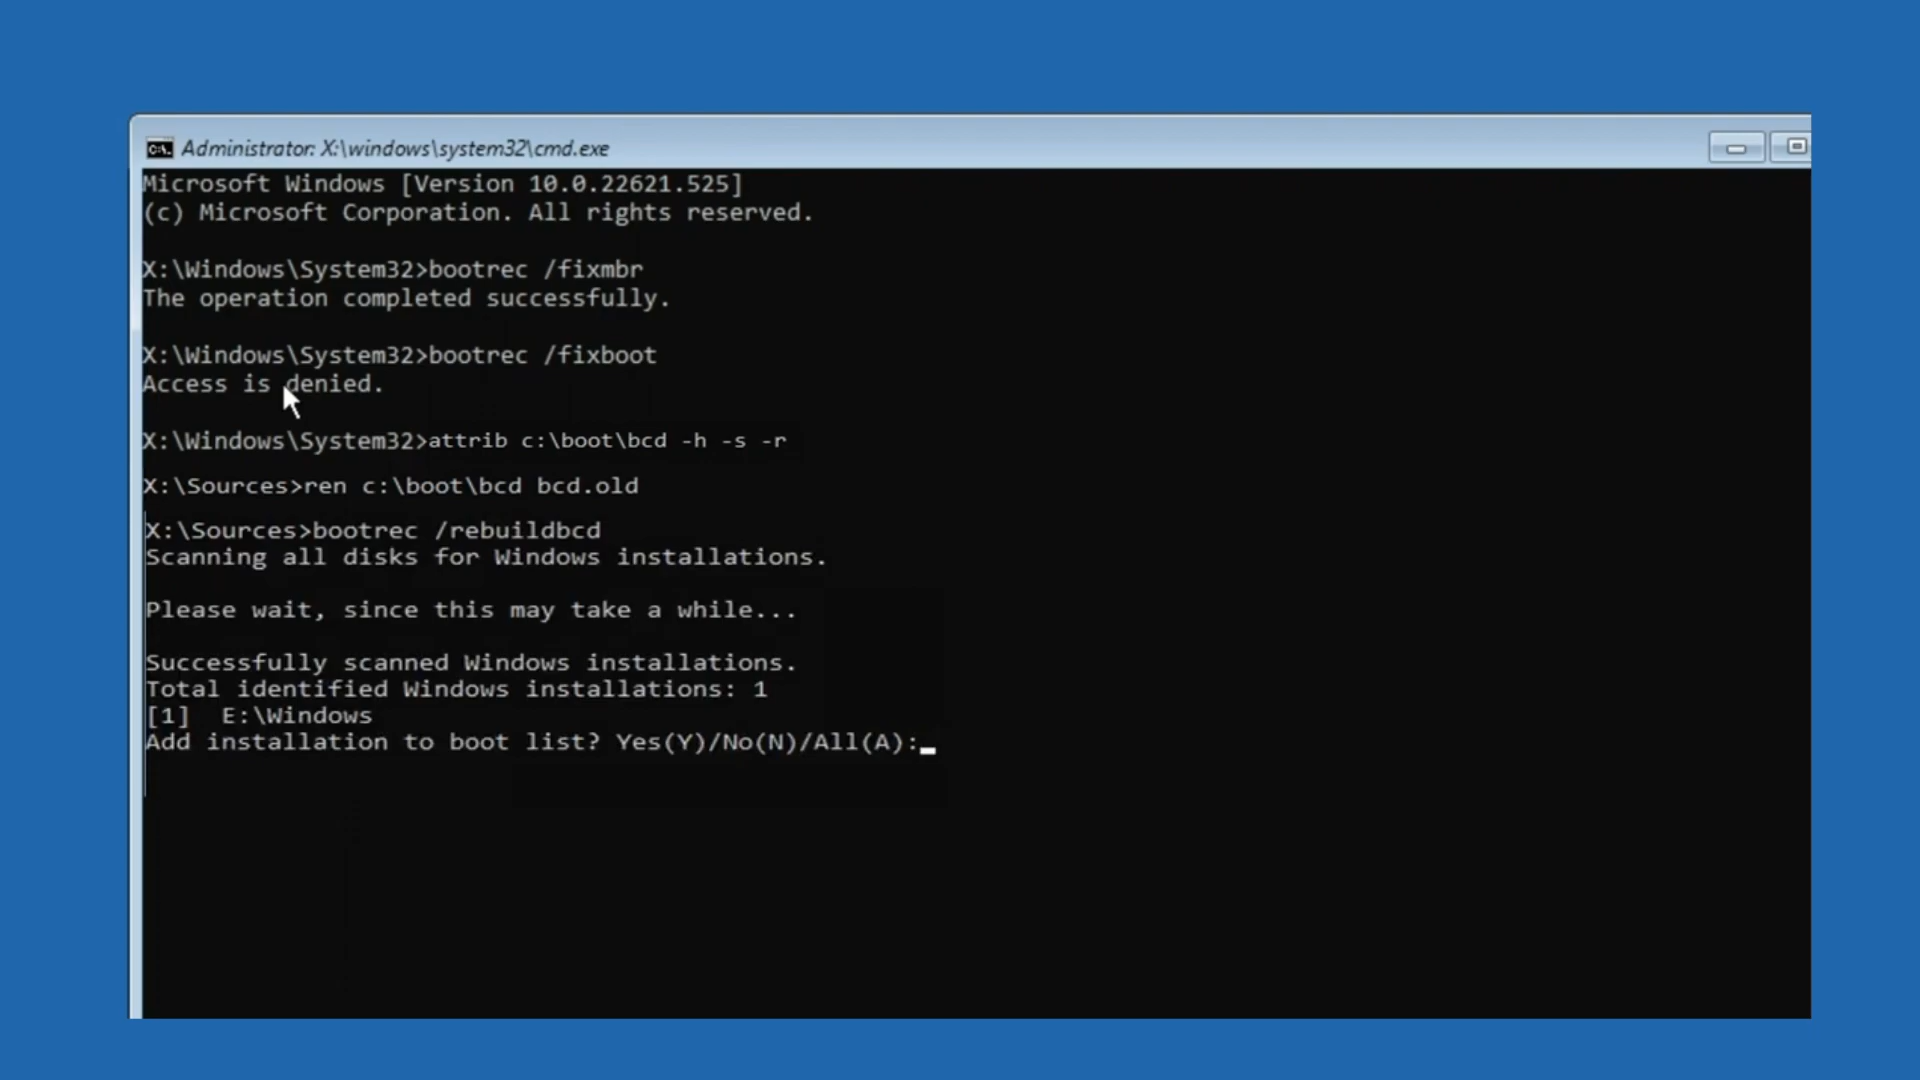 Administrator: X:\windows\system32\cmd.exe
Microsoft Windows [Version 10.0.22621.525]
(c) Microsoft Corporation. All rights reserved.
X:\Windows\System32>bootrec /fixmbr
The operation completed successfully.
X:\Windows\System32>bootrec /fixboot
Access is denied.
X:\Windows\System32>attrib c:\boot\bcd -h -s -r
X:\Sources>ren c:\boot\bcd bcd.old
X:\Sources>bootrec /rebuildbcd
Scanning all disks for Windows installations.
Please wait, since this may take a while...
Successfully scanned Windows installations.
Total identified Windows installations: 1
[1]  E:\Windows
Add installation to boot list? Yes(Y)/No(N)/All(A):